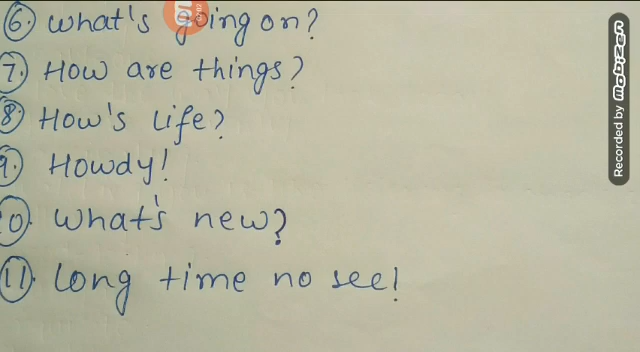 6. What's going on?
7. How are things?
8. How's life?
9. Howdy!
10. What's new?
11. Long time no see!
Recorded by MOBIZEN